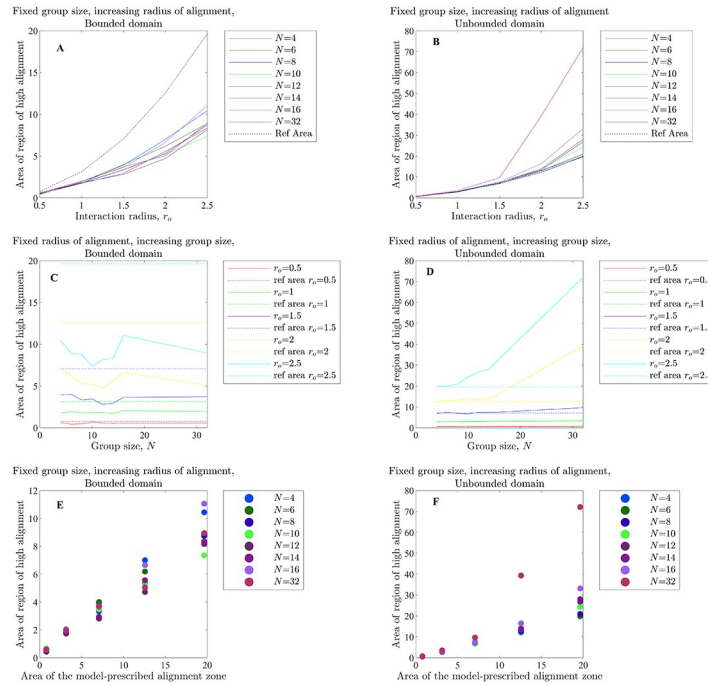 Fixed group size, increasing radius of alignment,
Bounded domain
A
Area of region of high alignment
20
15
10
5
0
0.5
1
1.5
2
2.5
Interaction radius, r_o
N=4
N=6
N=8
N=10
N=12
N=14
N=16
N=32
Ref Area
Fixed group size, increasing radius of alignment
Unbounded domain
B
Area of region of high alignment
80
70
60
50
40
30
20
10
0
0.5
1
1.5
2
2.5
Interaction radius, r_o
N=4
N=6
N=8
N=10
N=12
N=14
N=16
N=32
Ref Area
Fixed radius of alignment, increasing group size,
Bounded domain
C
Area of region of high alignment
20
15
10
5
0
0
10
20
30
Group size, N
r_o=0.5
ref area r_o=0.5
r_o=1
ref area r_o=1
r_o=1.5
ref area r_o=1.5
r_o=2
ref area r_o=2
r_o=2.5
ref area r_o=2.5
Fixed radius of alignment, increasing group size,
Unbounded domain
D
Area of region of high alignment
80
70
60
50
40
30
20
10
0
0
10
20
30
Group size, N
r_o=0.5
ref area r_o=0.
r_o=1
ref area r_o=1
r_o=1.5
ref area r_o=1.
r_o=2
ref area r_o=2
r_o=2.5
ref area r_o=2.
Fixed group size, increasing radius of alignment,
Bounded domain
E
Area of region of high alignment
12
10
8
6
4
2
0
0
5
10
15
20
Area of the model-prescribed alignment zone
N=4
N=6
N=8
N=10
N=12
N=14
N=16
N=32
Fixed group size, increasing radius of alignment,
Unbounded domain
F
Area of region of high alignment
80
70
60
50
40
30
20
10
0
0
5
10
15
20
Area of the model-prescribed alignment zone
N=4
N=6
N=8
N=10
N=12
N=14
N=16
N=32